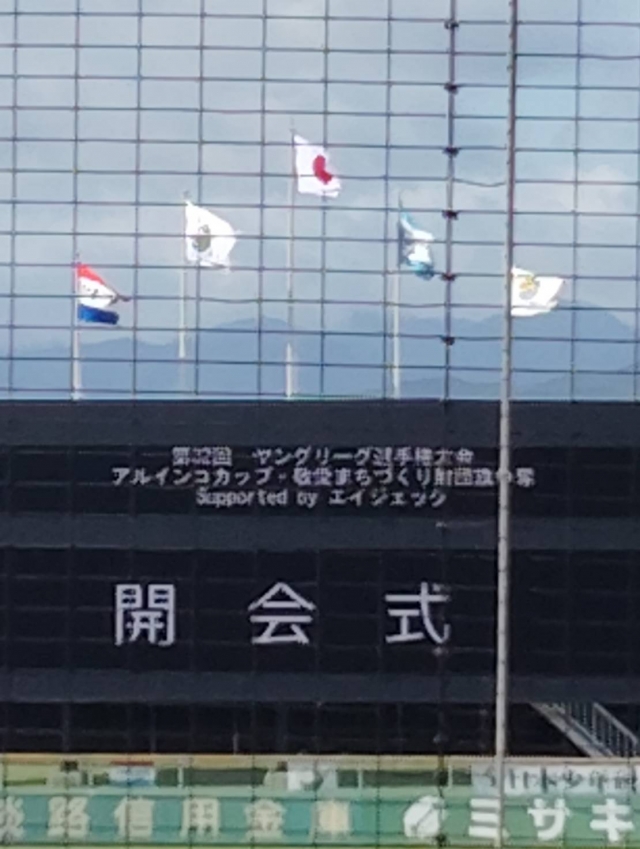 第32回 ヤングリーグ選手権大会
アルインコカップ・敬愛まちづくり財団旗争奪
Supported by エイジェック
開会式
淡路信用金庫
ミサキ